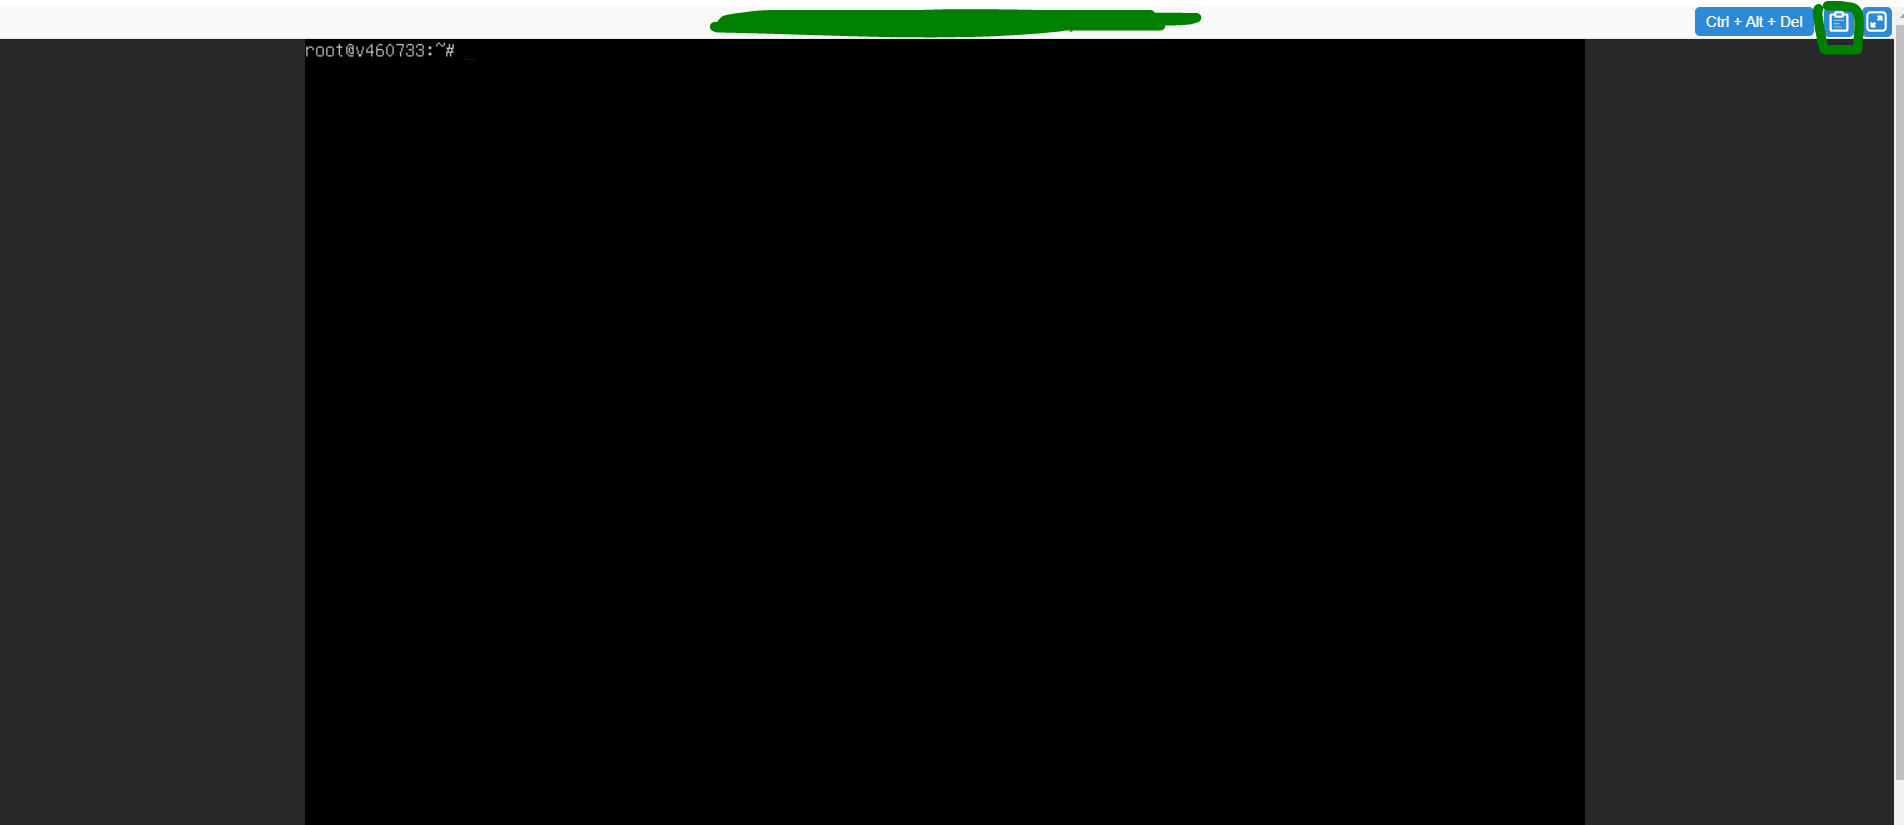 Ctrl + Alt + Del
root@v460733:~# _